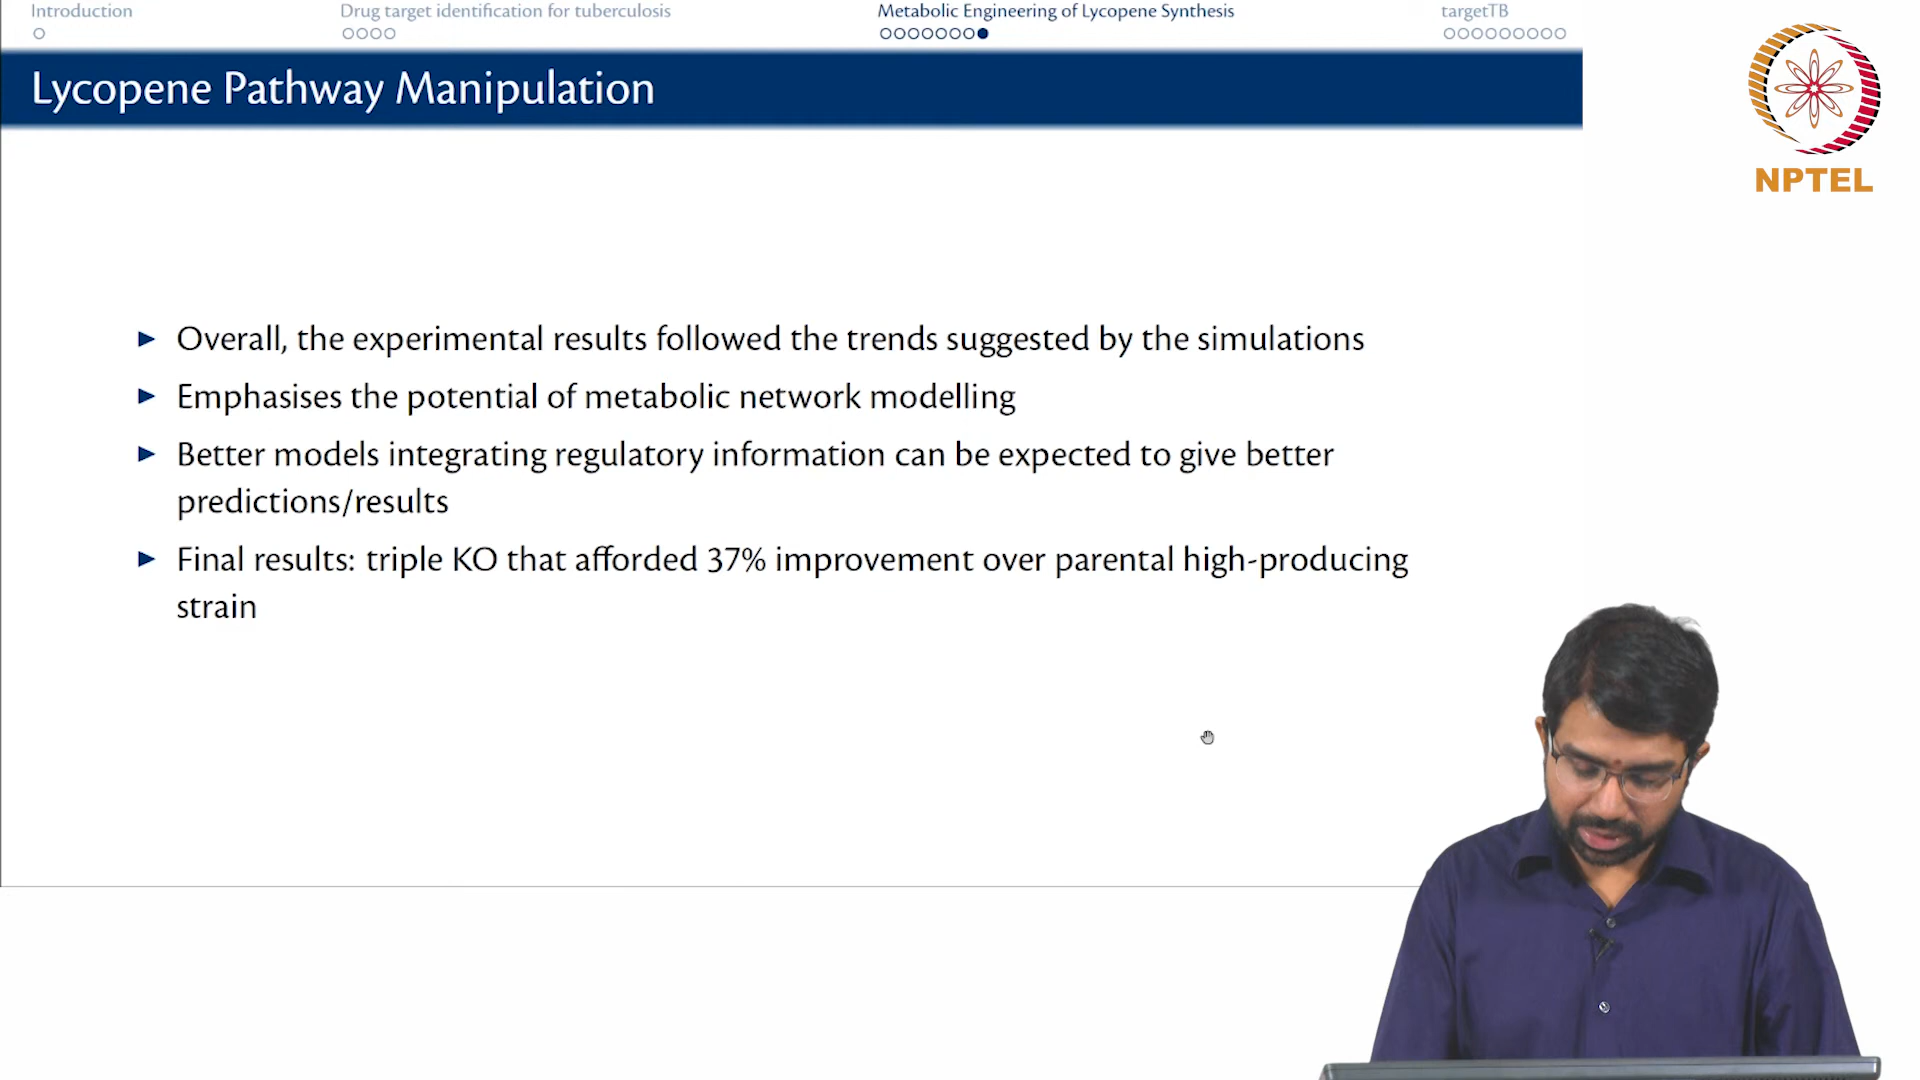 Introduction
Drug target identification for tuberculosis
Metabolic Engineering of Lycopene Synthesis
targetTB
Lycopene Pathway Manipulation
NPTEL
Overall, the experimental results followed the trends suggested by the simulations
Emphasises the potential of metabolic network modelling
Better models integrating regulatory information can be expected to give better
predictions/results
Final results: triple KO that afforded 37% improvement over parental high-producing
strain